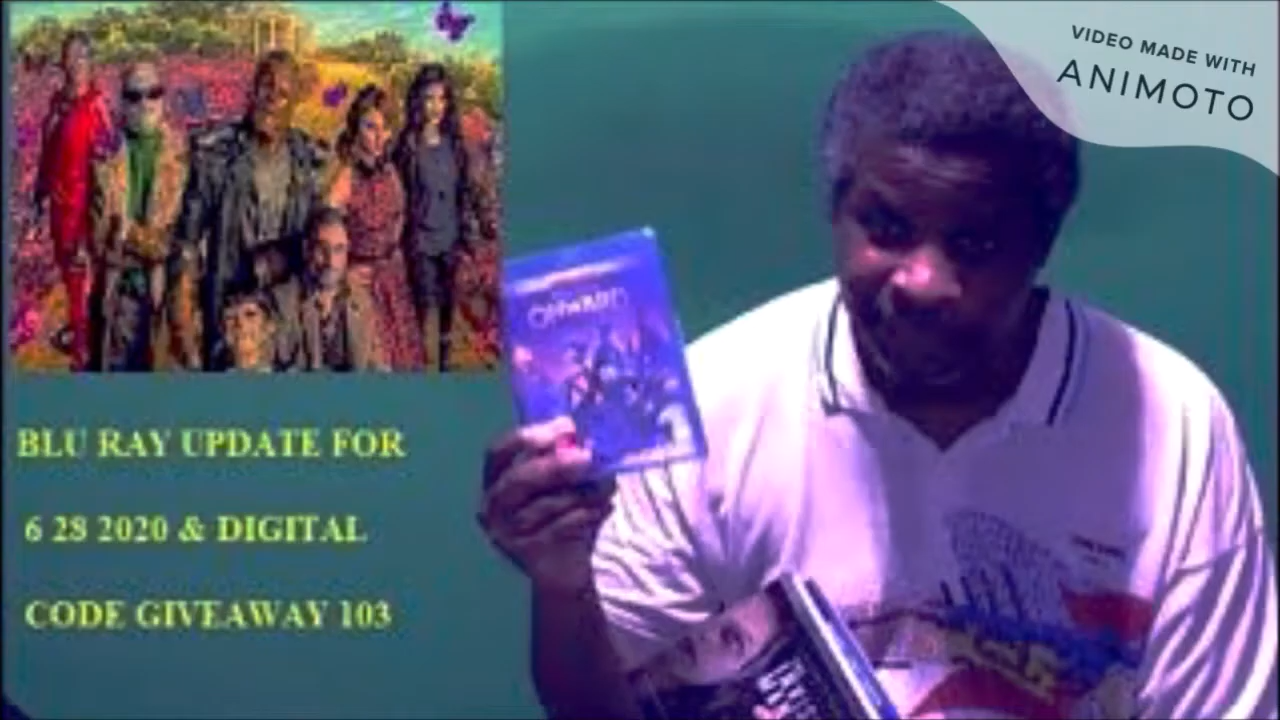 VIDEO MADE WITH
ANIMOTO
ONWARD
BLU RAY UPDATE FOR
6 28 2020 & DIGITAL
CODE GIVEAWAY 103